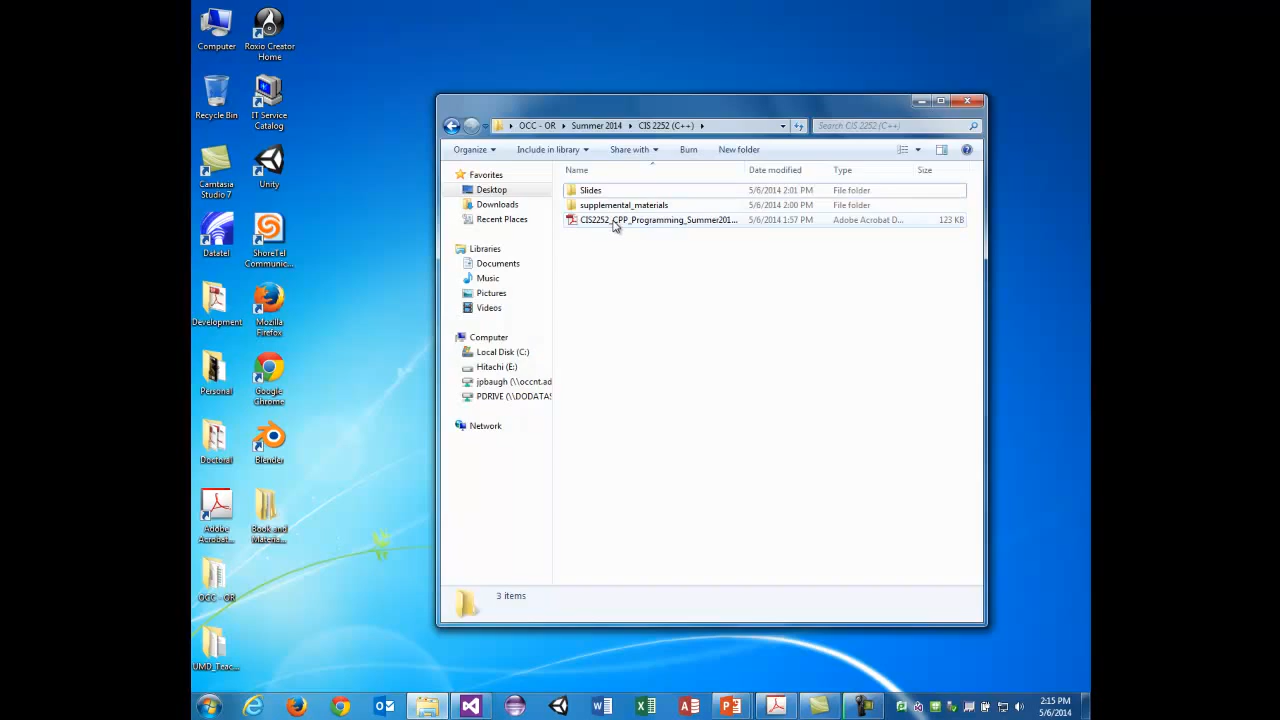 Computer
Roxio Creator
Home
Recycle Bin
IT Service
Catalog
Camtasia
Studio 7
Unity
Datatel
ShoreTel
Communic...
Development
Mozilla
Firefox
Personal
Google
Chrome
Doctoral
Blender
Adobe
Acrobat...
Book and
Materia...
OCC - OR
UMD_Teac...
OCC - OR
Summer 2014
CIS 2252 (C++)
Search CIS 2252 (C++)
Organize
Include in library
Share with
Burn
New folder
Favorites
Desktop
Downloads
Recent Places
Libraries
Documents
Music
Pictures
Videos
Computer
Local Disk (C:)
Hitachi (E:)
jpbaugh (\\occnt.ad
PDRIVE (\\DODATAS
Network
Name Date modified Type Size
Slides 5/6/2014 2:01 PM File folder
supplemental_materials 5/6/2014 2:00 PM File folder
CIS2252_CPP_Programming_Summer201... 5/6/2014 1:57 PM Adobe Acrobat D... 123 KB
3 items
2:15 PM
5/6/2014